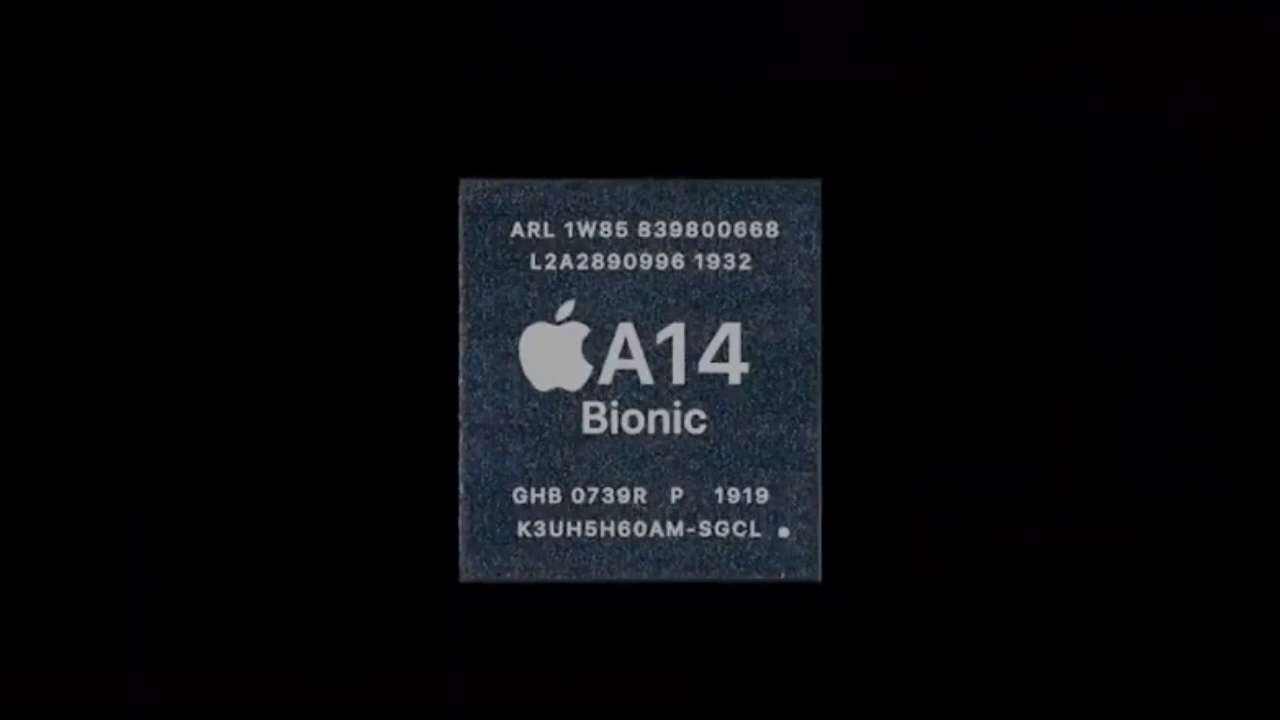 ARL 1W85 839800668
L2A2890996 1932
A14
Bionic
GHB 0739R P 1919
K3UH5H60AM-SGCL